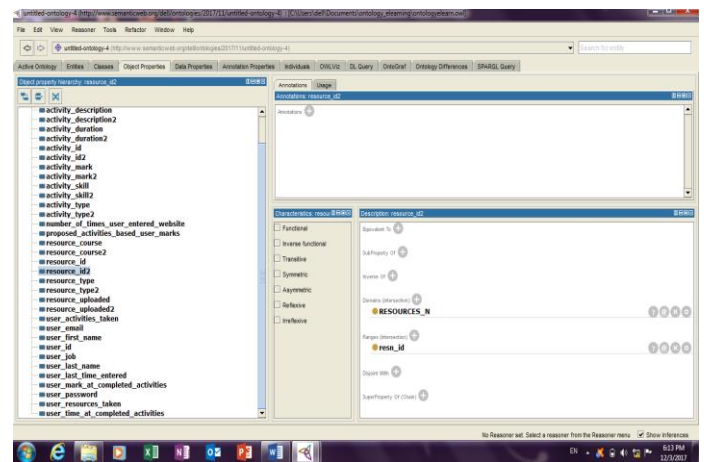 untitled-ontology-4 (http://www.semanticweb.org/dell/ontologies/2017/11/untitled-ontology-4) : [C:\Users\dell\Documents\ontology_elearning\ontologyelearn.owl]
File Edit View Reasoner Tools Refactor Window Help
untitled-ontology-4 (http://www.semanticweb.org/dell/ontologies/2017/11/untitled-ontology-4)
Search for entity
Active Ontology Entities Classes Object Properties Data Properties Annotation Properties Individuals OWLViz DL Query OntoGraf Ontology Differences SPARQL Query
Object property hierarchy: resource_id2
activity_description
activity_description2
activity_duration
activity_duration2
activity_id
activity_id2
activity_mark
activity_mark2
activity_skill
activity_skill2
activity_type
activity_type2
number_of_times_user_entered_website
proposed_activities_based_user_marks
resource_course
resource_course2
resource_id
resource_id2
resource_type
resource_type2
resource_uploaded
resource_uploaded2
user_activities_taken
user_email
user_first_name
user_id
user_job
user_last_name
user_last_time_entered
user_mark_at_completed_activities
user_password
user_resources_taken
user_time_at_completed_activities
Annotations Usage
Annotations: resource_id2
Annotations
Characteristics: resou
Functional
Inverse functional
Transitive
Symmetric
Asymmetric
Reflexive
Irreflexive
Description: resource_id2
Equivalent To
SubProperty Of
Inverse Of
Domains (intersection)
RESOURCES_N
Ranges (intersection)
resn_id
Disjoint With
SuperProperty Of (Chain)
No Reasoner set. Select a reasoner from the Reasoner menu Show Inferences
EN
6:13 PM
12/3/2017